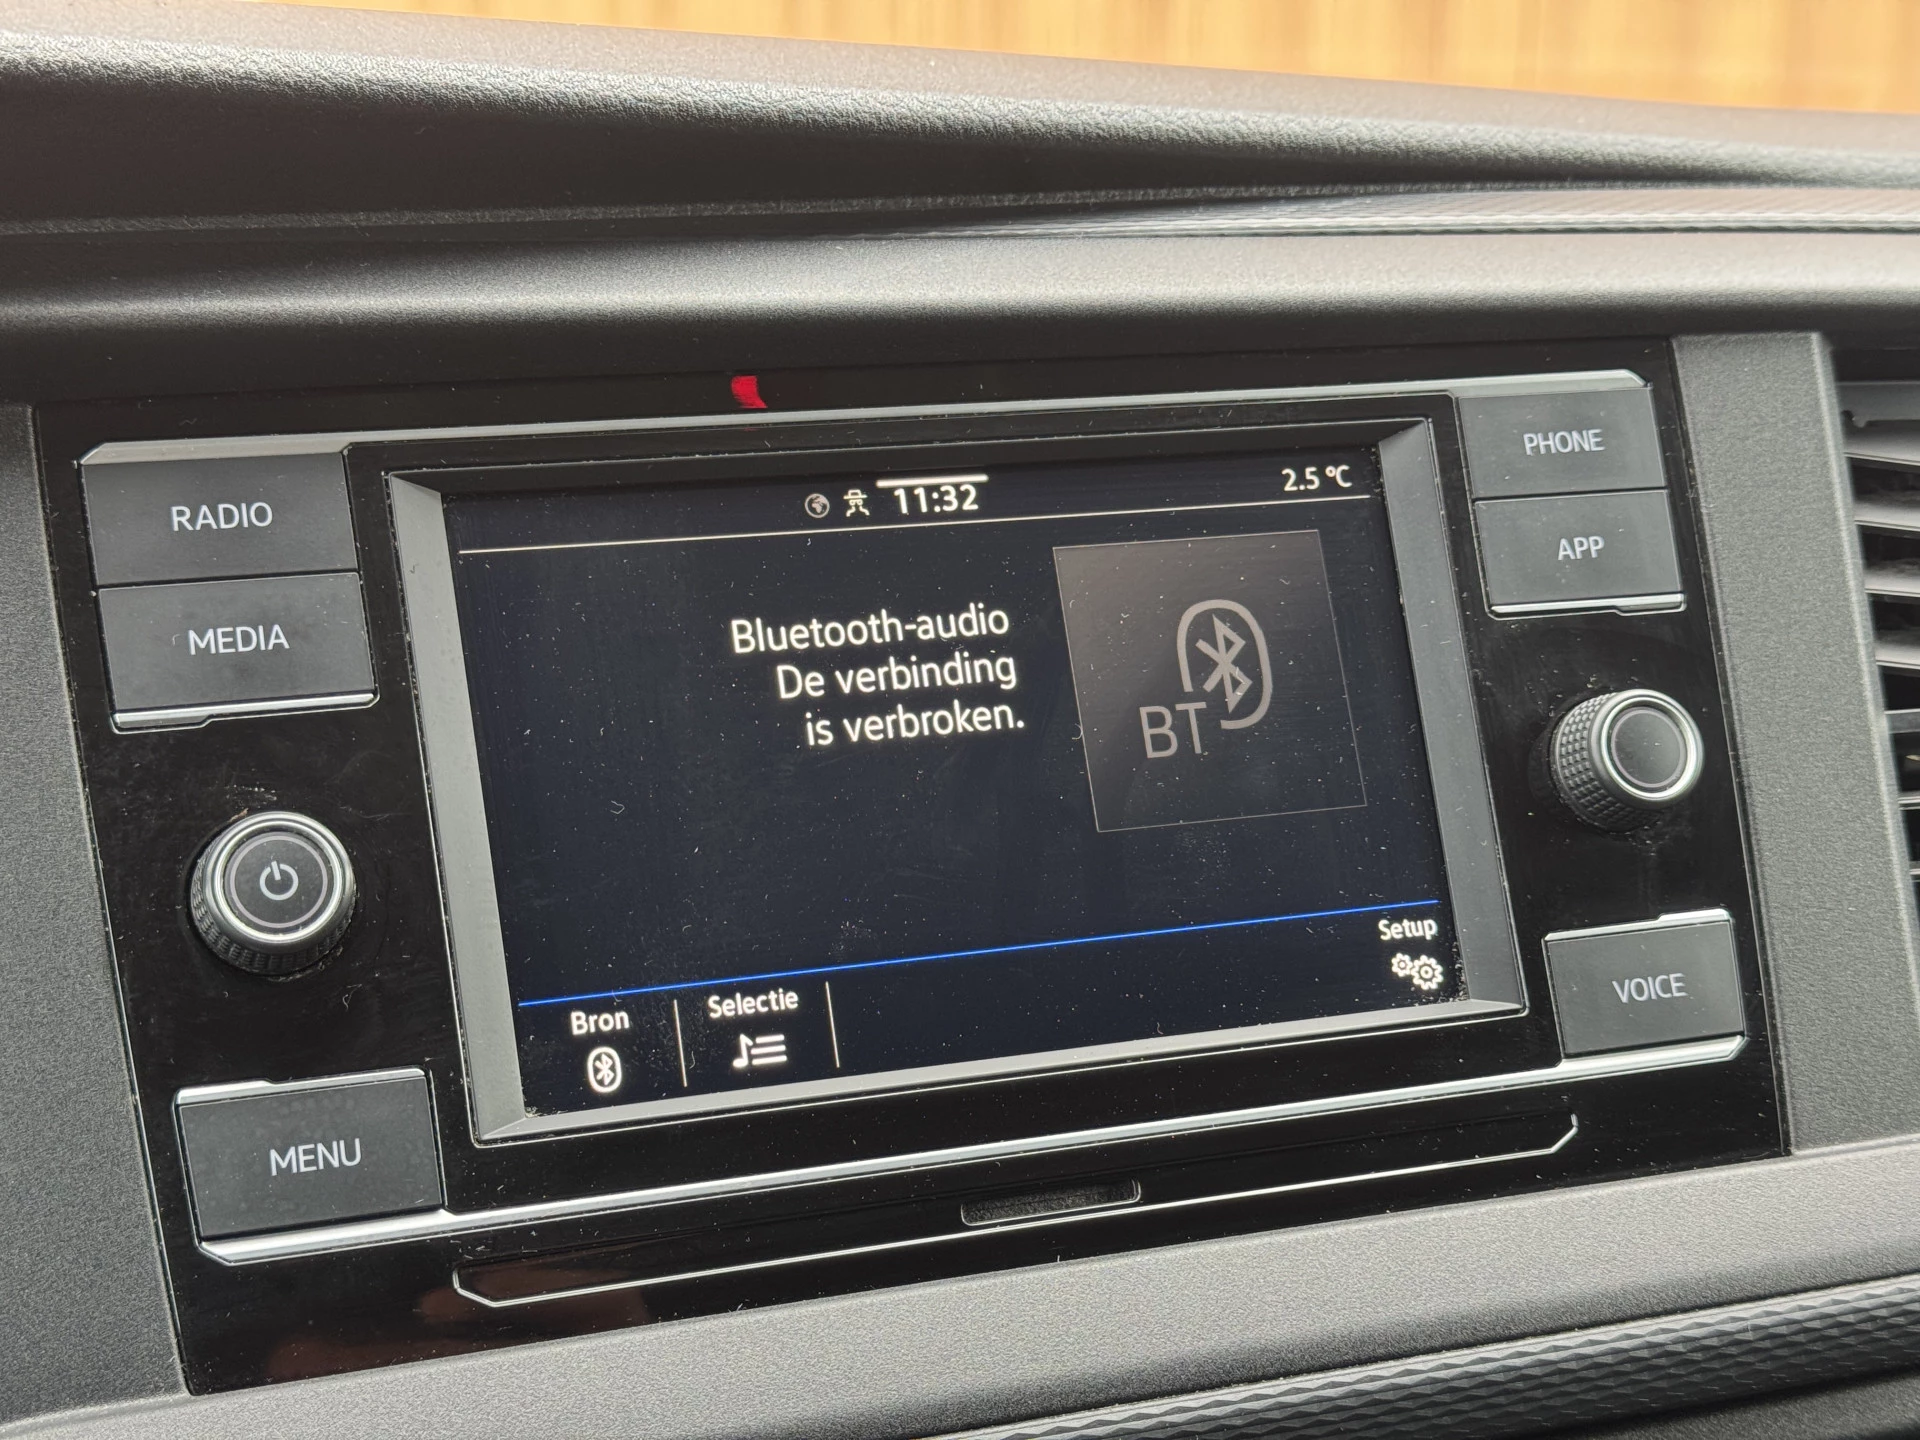 RADIO
MEDIA
MENU
11:32
2.5 °C
Bluetooth-audio
De verbinding
is verbroken.
BT
Bron
Selectie
Setup
PHONE
APP
VOICE